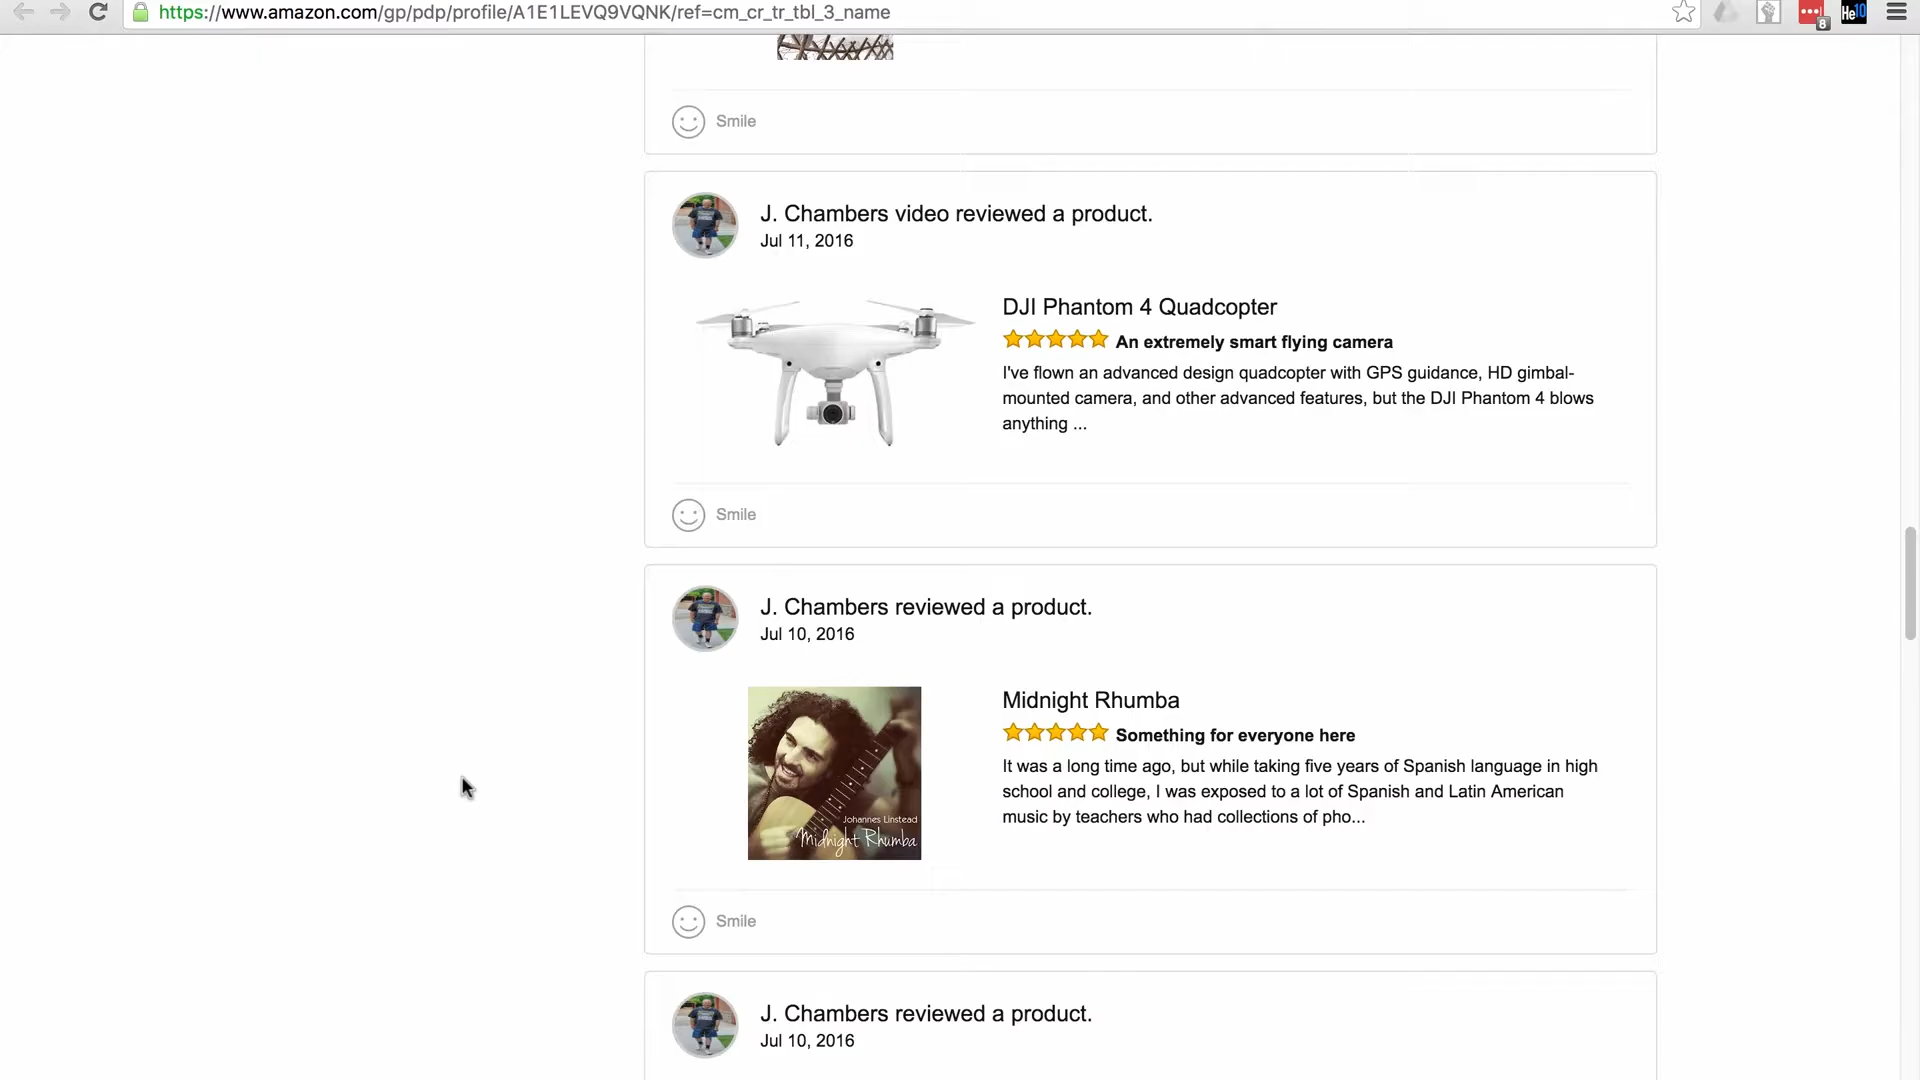 https://www.amazon.com/gp/pdp/profile/A1E1LEVQ9VQNK/ref=cm_cr_tr_tbl_3_name
8
He10
Smile
J. Chambers video reviewed a product.
Jul 11, 2016
DJI Phantom 4 Quadcopter
An extremely smart flying camera
I've flown an advanced design quadcopter with GPS guidance, HD gimbal-
mounted camera, and other advanced features, but the DJI Phantom 4 blows
anything ...
Smile
J. Chambers reviewed a product.
Jul 10, 2016
Midnight Rhumba
Something for everyone here
It was a long time ago, but while taking five years of Spanish language in high
school and college, I was exposed to a lot of Spanish and Latin American
music by teachers who had collections of pho...
Johannes Linstead
Midnight Rhumba
Smile
J. Chambers reviewed a product.
Jul 10, 2016